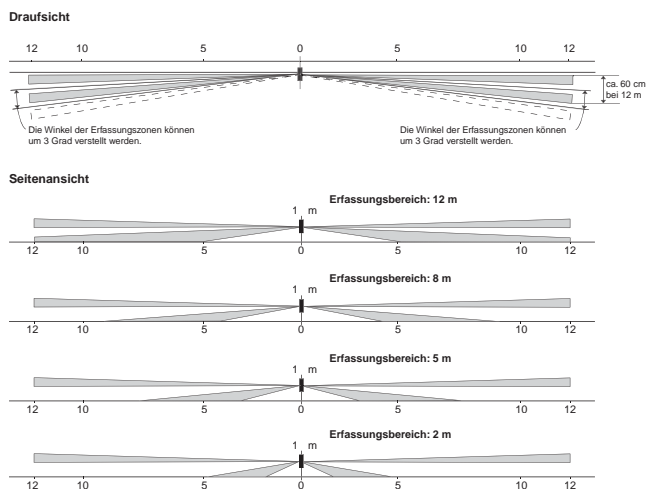 Draufsicht
12 10 5 0 5 10 12
ca. 60 cm
bei 12 m
Die Winkel der Erfassungszonen können
um 3 Grad verstellt werden.
Die Winkel der Erfassungszonen können
um 3 Grad verstellt werden.
Seitenansicht
Erfassungsbereich: 12 m
1 m
12 10 5 0 5 10 12
Erfassungsbereich: 8 m
1 m
12 10 5 0 5 10 12
Erfassungsbereich: 5 m
1 m
12 10 5 0 5 10 12
Erfassungsbereich: 2 m
1 m
12 10 5 0 5 10 12